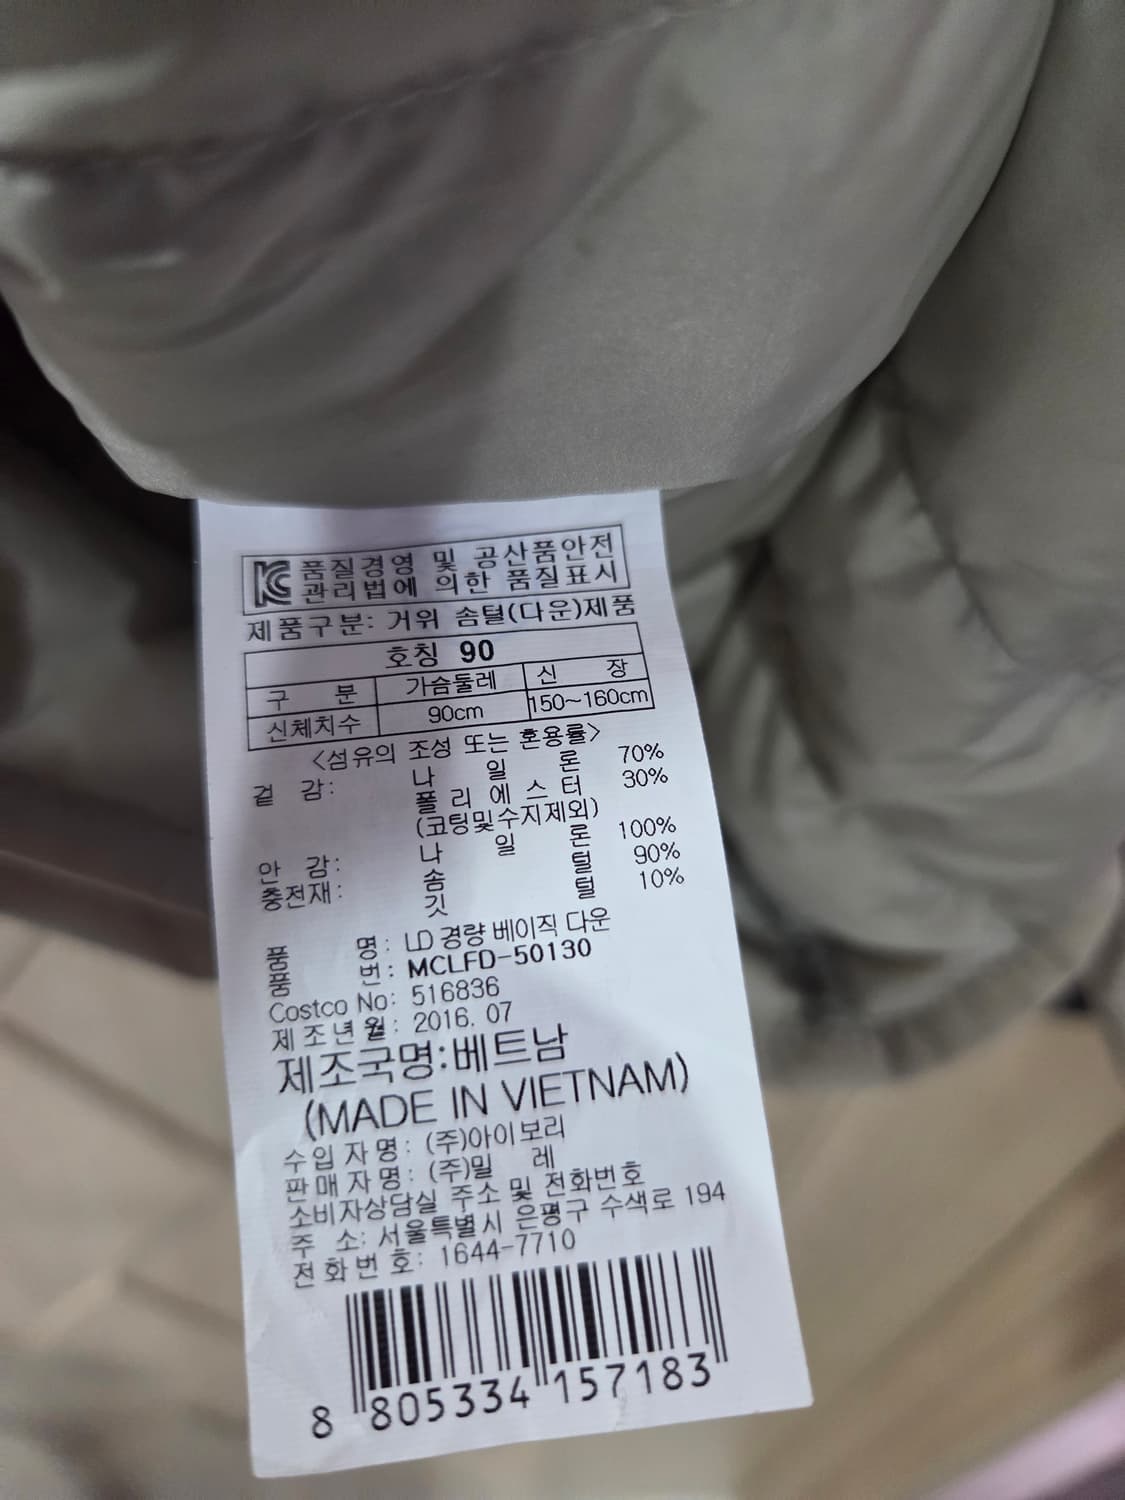 KC 품질경영 및 공산품안전
관리법에 의한 품질표시
제품구분: 거위 솜털(다운)제품
호칭 90
구 분 가슴둘레 신 장
신체치수 90cm 150~160cm
<섬유의 조성 또는 혼용률>
겉 감: 나 일 론 70%
폴 리 에 스 터 30%
(코팅및수지제외)
안 감: 나 일 론 100%
충전재: 솜 털 90%
깃 털 10%
품 명: LD 경량 베이직 다운
품 번: MCLFD-50130
Costco No: 516836
제 조 년 월: 2016. 07
제조국명:베트남
(MADE IN VIETNAM)
수 입 자 명: (주)아이보리
판 매 자 명: (주)밀 레
소비자상담실 주소 및 전화번호
주 소: 서울특별시 은평구 수색로 194
전 화 번 호: 1644-7710
8 805334 157183